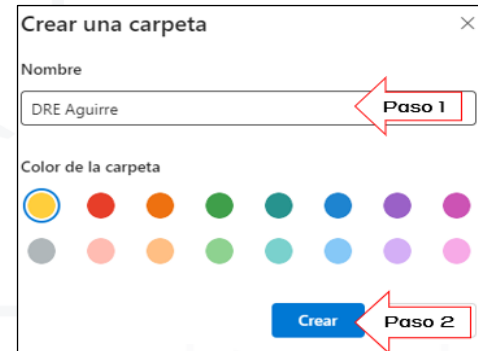 Crear una carpeta
Nombre
DRE Aguirre
Paso 1
Color de la carpeta
Crear
Paso 2